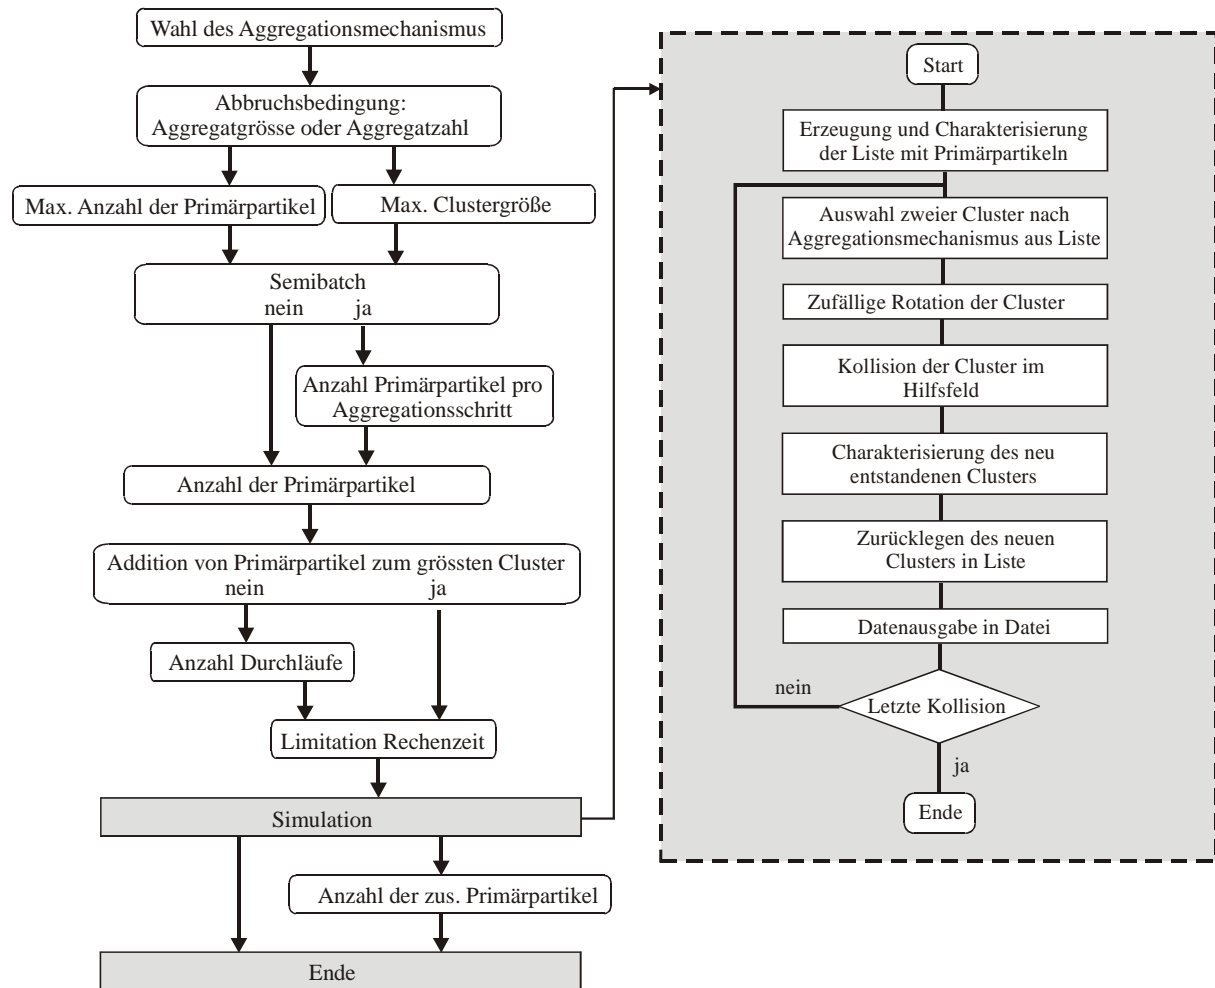 Wahl des Aggregationsmechanismus
Abbruchsbedingung:
Aggregatgrösse oder Aggregatzahl
Max. Anzahl der Primärpartikel
Max. Clustergröße
Semibatch
nein ja
Anzahl Primärpartikel pro
Aggregationsschritt
Anzahl der Primärpartikel
Addition von Primärpartikel zum grössten Cluster
nein ja
Anzahl Durchläufe
Limitation Rechenzeit
Simulation
Anzahl der zus. Primärpartikel
Ende
Start
Erzeugung und Charakterisierung
der Liste mit Primärpartikeln
Auswahl zweier Cluster nach
Aggregationsmechanismus aus Liste
Zufällige Rotation der Cluster
Kollision der Cluster im
Hilfsfeld
Charakterisierung des neu
entstandenen Clusters
Zurücklegen des neuen
Clusters in Liste
Datenausgabe in Datei
nein
Letzte Kollision
ja
Ende